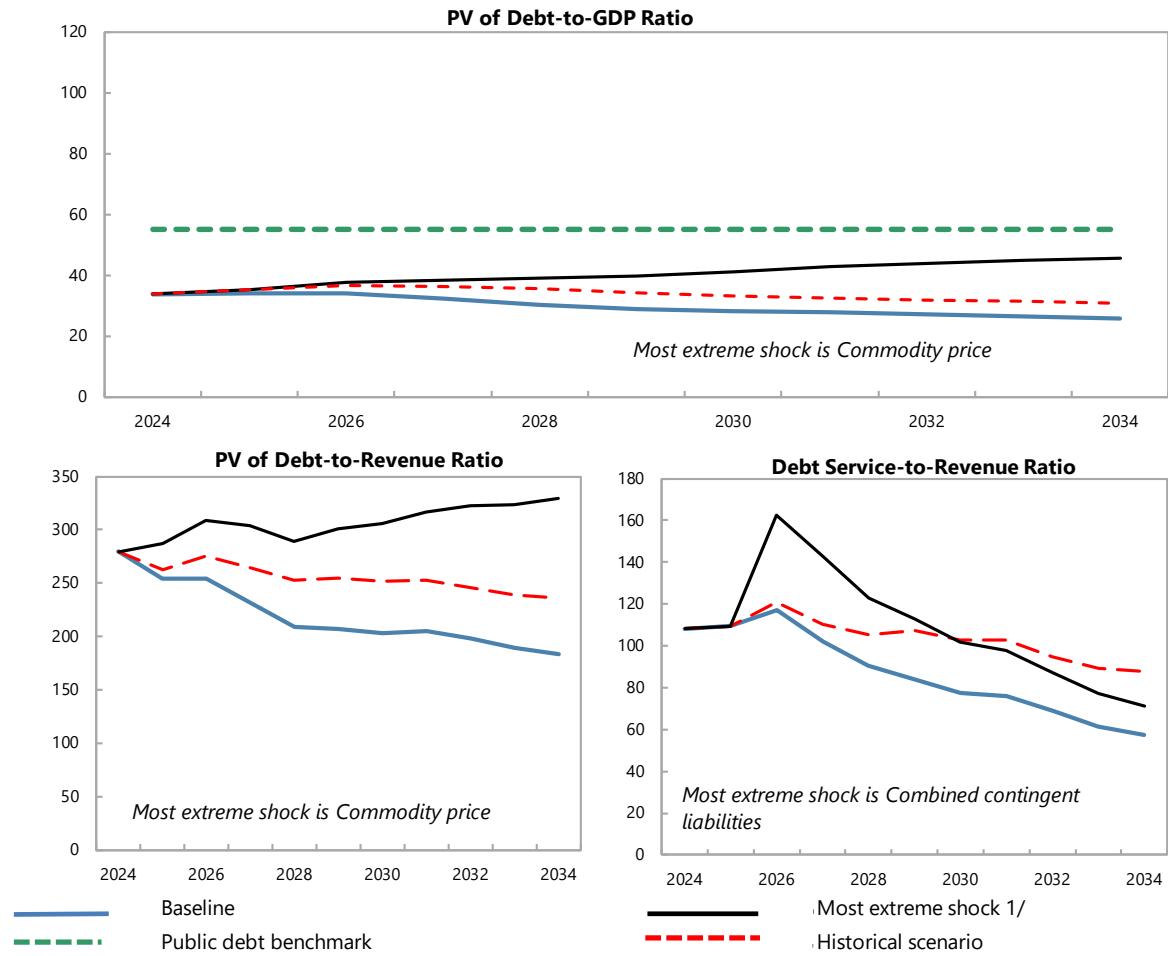 PV of Debt-to-GDP Ratio
120
100
80
60
40
20
0
Most extreme shock is Commodity price
2024 2026 2028 2030 2032 2034
PV of Debt-to-Revenue Ratio
350
300
250
200
150
100
50
0
Most extreme shock is Commodity price
2024 2026 2028 2030 2032 2034
Debt Service-to-Revenue Ratio
180
160
140
120
100
80
60
40
20
0
Most extreme shock is Combined contingent
liabilities
2024 2026 2028 2030 2032 2034
Baseline
Public debt benchmark
Most extreme shock 1/
Historical scenario